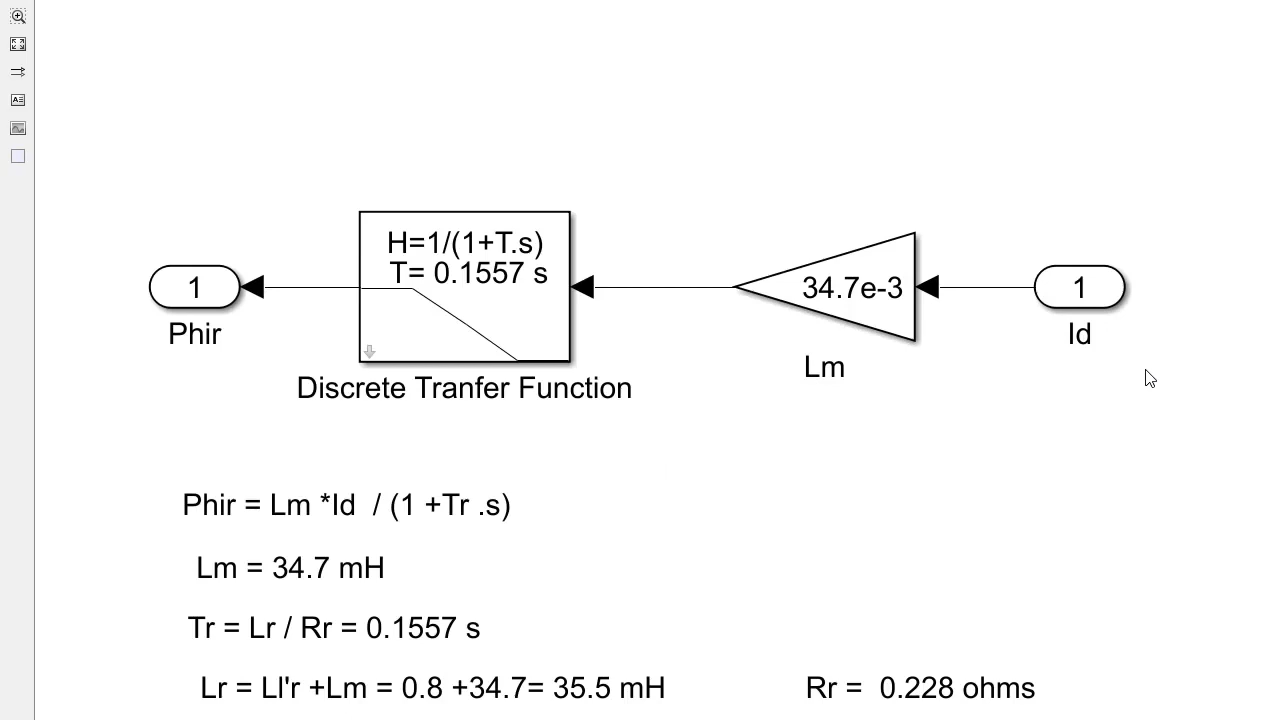 H=1/(1+T.s)
T= 0.1557 s
1
34.7e-3
1
Phir
Id
Lm
Discrete Tranfer Function
Phir = Lm *Id / (1 +Tr .s)
Lm = 34.7 mH
Tr = Lr / Rr = 0.1557 s
Lr = Ll'r +Lm = 0.8 +34.7= 35.5 mH
Rr = 0.228 ohms